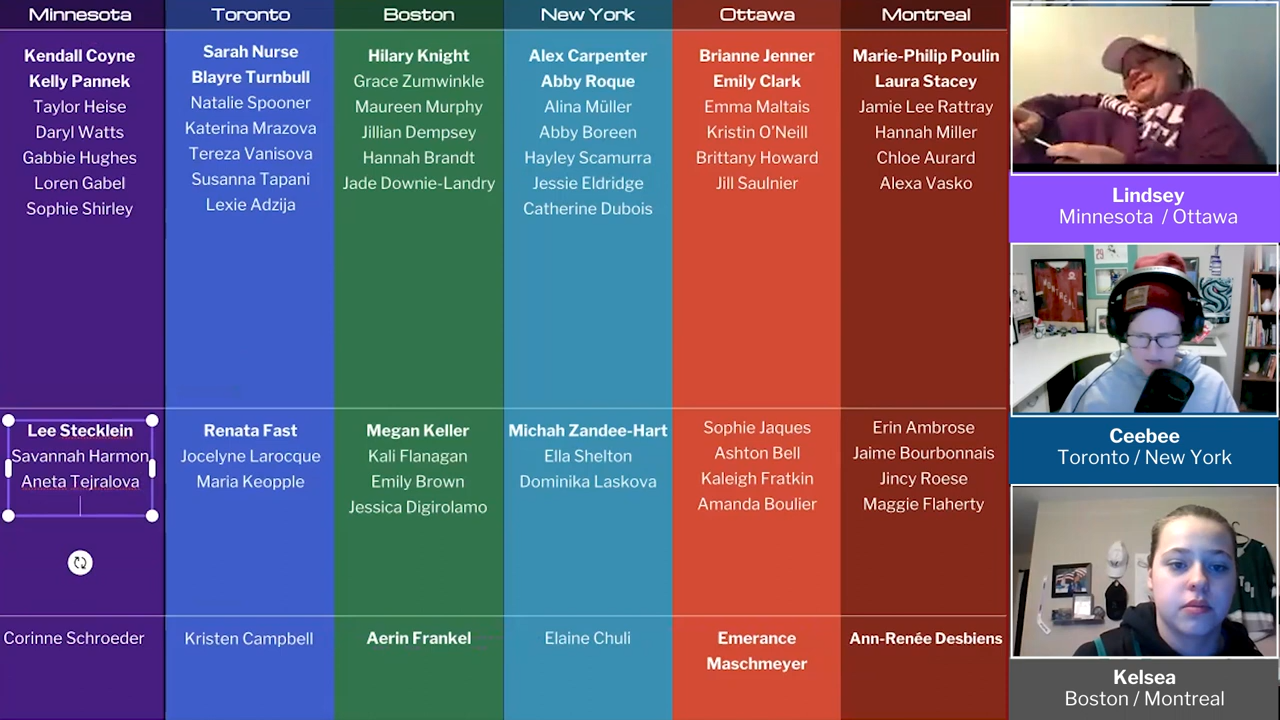 Minnesota
Kendall Coyne
Kelly Pannek
Taylor Heise
Daryl Watts
Gabbie Hughes
Loren Gabel
Sophie Shirley
Lee Stecklein
Savannah Harmon
Aneta Tejralova
Corinne Schroeder
Toronto
Sarah Nurse
Blayre Turnbull
Natalie Spooner
Katerina Mrazova
Tereza Vanisova
Susanna Tapani
Lexie Adzija
Renata Fast
Jocelyne Larocque
Maria Keopple
Kristen Campbell
Boston
Hilary Knight
Grace Zumwinkle
Maureen Murphy
Jillian Dempsey
Hannah Brandt
Jade Downie-Landry
Megan Keller
Kali Flanagan
Emily Brown
Jessica Digirolamo
Aerin Frankel
New York
Alex Carpenter
Abby Roque
Alina Müller
Abby Boreen
Hayley Scamurra
Jessie Eldridge
Catherine Dubois
Michah Zandee-Hart
Ella Shelton
Dominika Laskova
Elaine Chuli
Ottawa
Brianne Jenner
Emily Clark
Emma Maltais
Kristin O'Neill
Brittany Howard
Jill Saulnier
Sophie Jaques
Ashton Bell
Kaleigh Fratkin
Amanda Boulier
Emerance
Maschmeyer
Montreal
Marie-Philip Poulin
Laura Stacey
Jamie Lee Rattray
Hannah Miller
Chloe Aurard
Alexa Vasko
Erin Ambrose
Jaime Bourbonnais
Jincy Roese
Maggie Flaherty
Ann-Renée Desbiens
Lindsey
Minnesota / Ottawa
Ceebee
Toronto / New York
Kelsea
Boston / Montreal